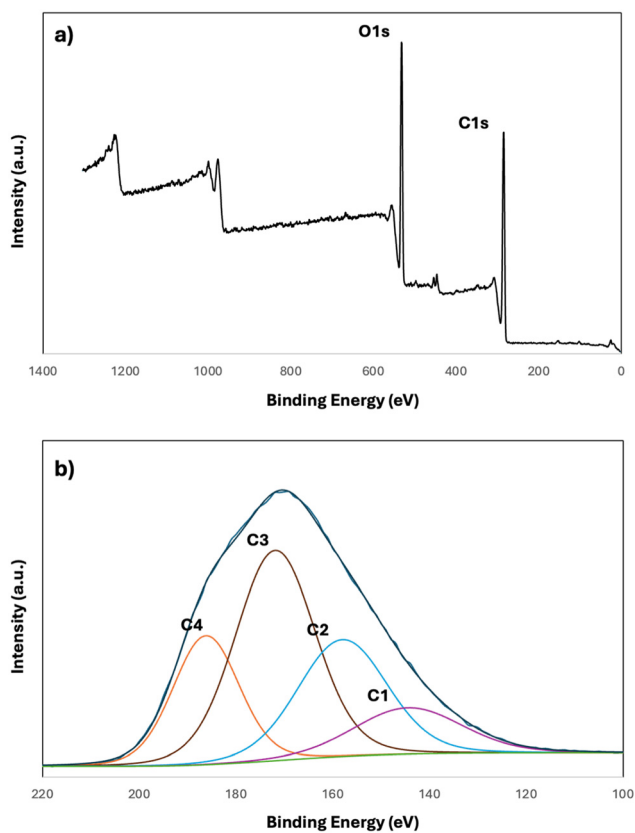 a)
O1s
C1s
Intensity (a.u.)
1400 1200 1000 800 600 400 200 0
Binding Energy (eV)
b)
C3
C4
C2
C1
Intensity (a.u.)
220 200 180 160 140 120 100
Binding Energy (eV)